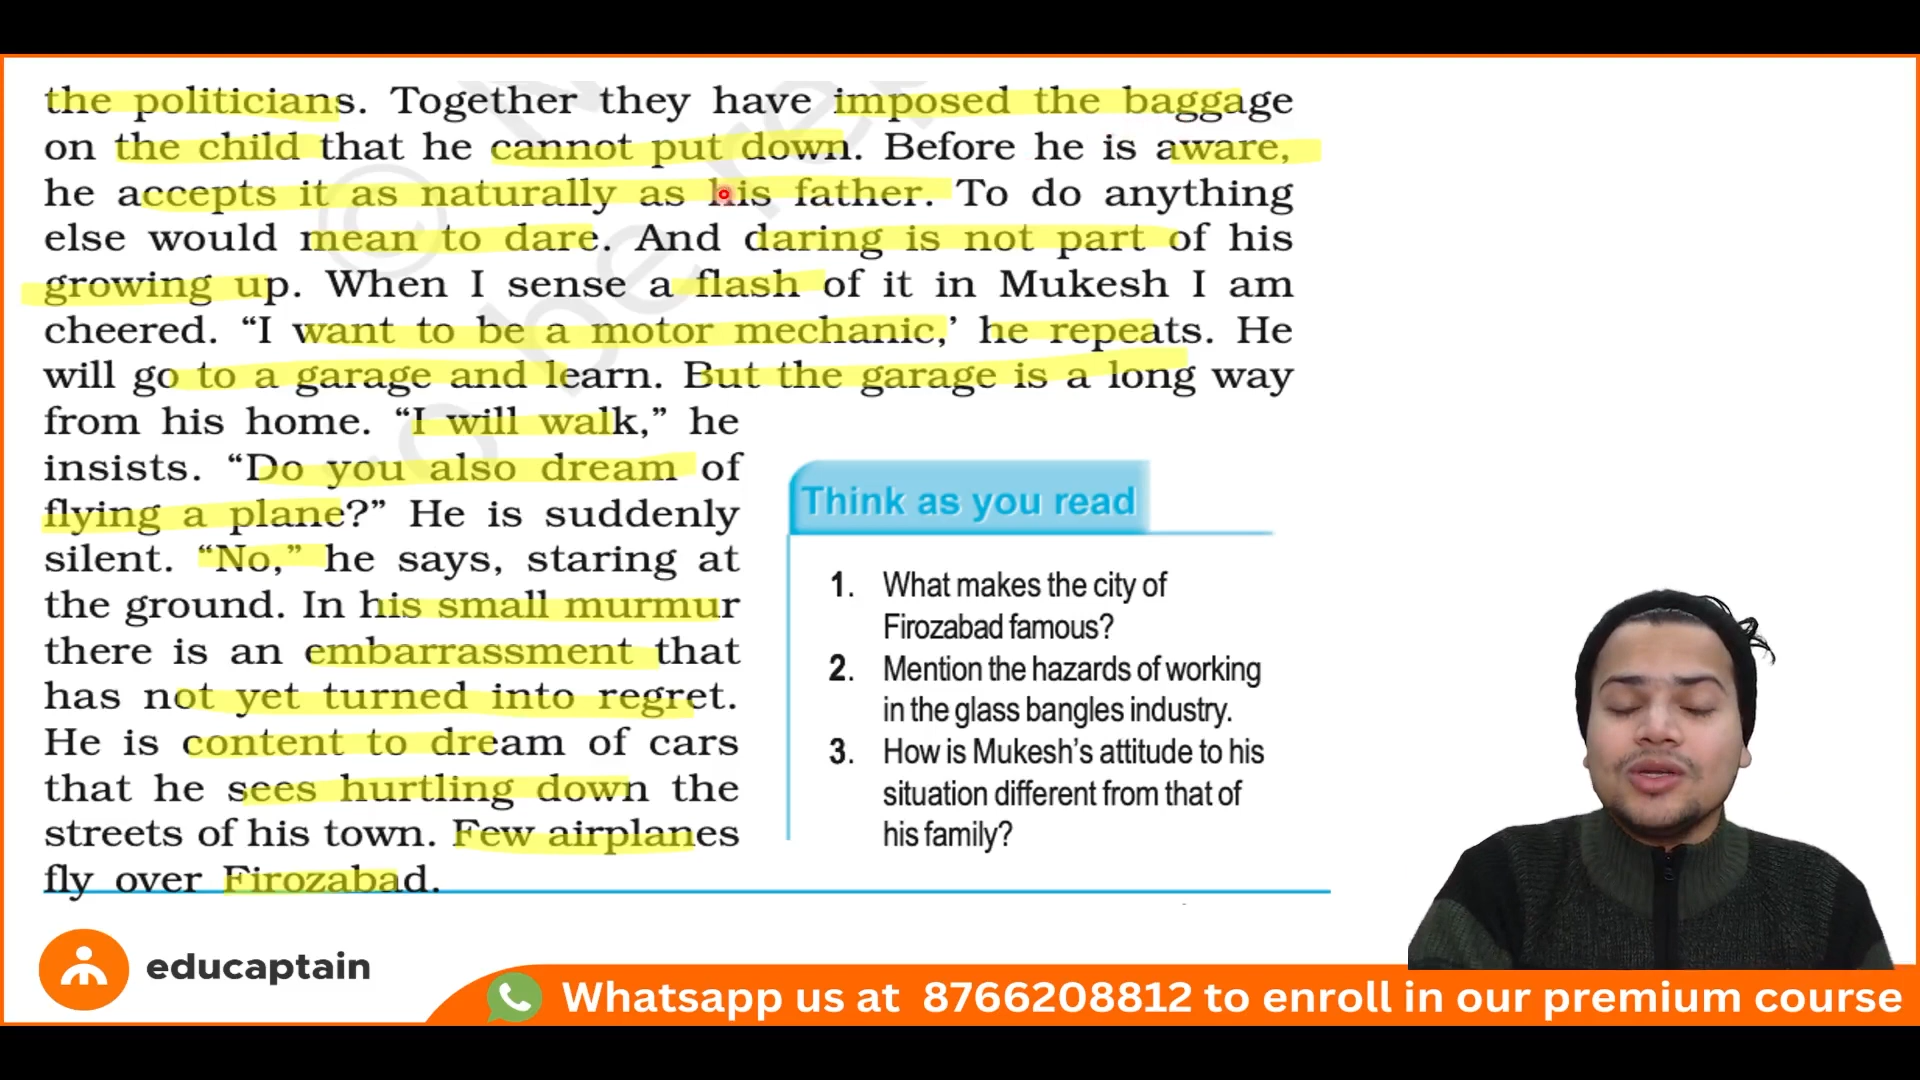 the politicians. Together they have imposed the baggage
on the child that he cannot put down. Before he is aware,
he accepts it as naturally as his father. To do anything
else would mean to dare. And daring is not part of his
growing up. When I sense a flash of it in Mukesh I am
cheered. “I want to be a motor mechanic,’ he repeats. He
will go to a garage and learn. But the garage is a long way
from his home. “I will walk,” he
insists. “Do you also dream of
flying a plane?” He is suddenly
silent. “No,” he says, staring at
the ground. In his small murmur
there is an embarrassment that
has not yet turned into regret.
He is content to dream of cars
that he sees hurtling down the
streets of his town. Few airplanes
fly over Firozabad.
Think as you read
1. What makes the city of
Firozabad famous?
2. Mention the hazards of working
in the glass bangles industry.
3. How is Mukesh’s attitude to his
situation different from that of
his family?
educaptain
Whatsapp us at 8766208812 to enroll in our premium course